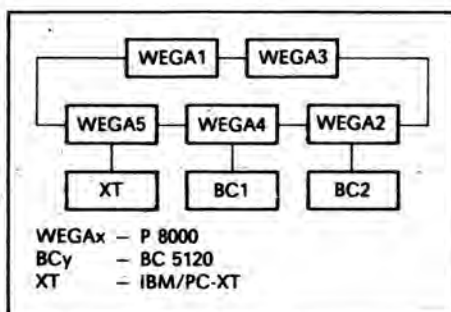 WEGA1 WEGA3
WEGA5 WEGA4 WEGA2
XT BC1 BC2
WEGAx – P 8000
BCy – BC 5120
XT – IBM/PC-XT